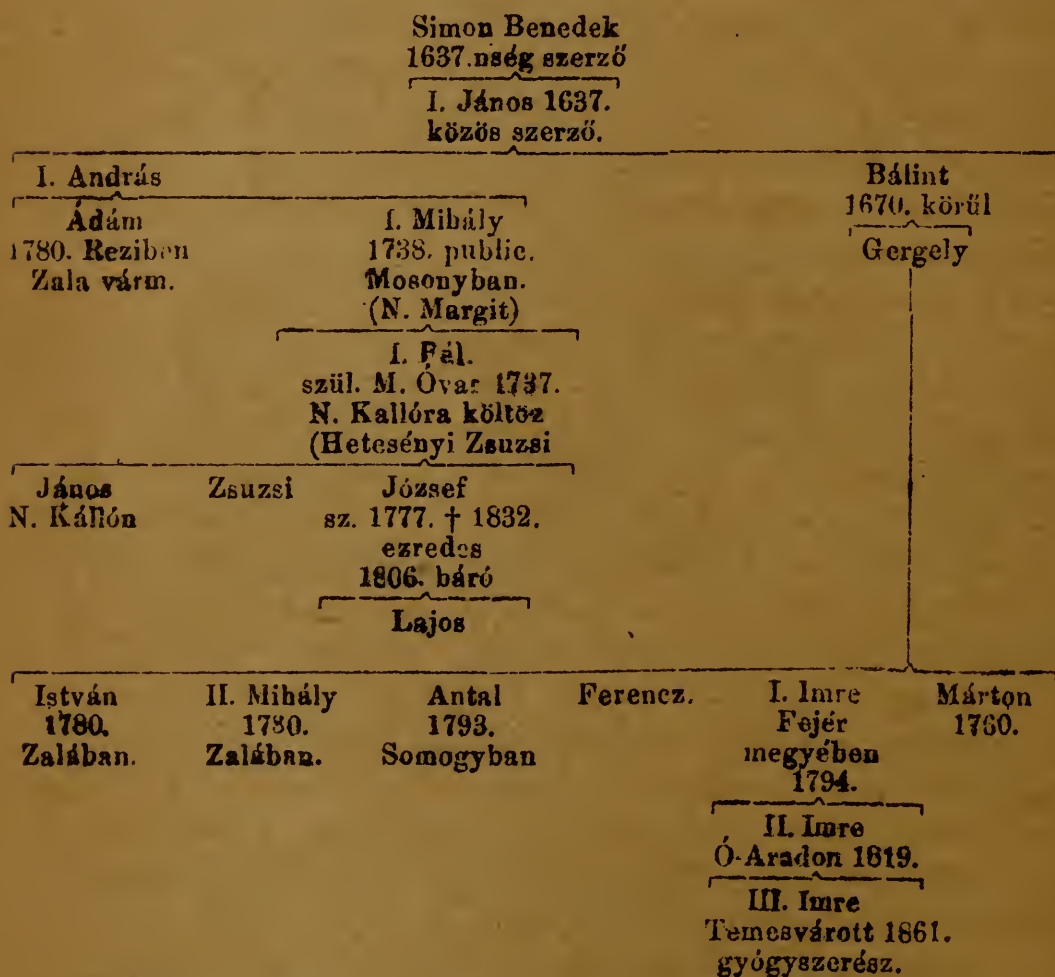 Simon Benedek
1637.nség szerző
I. János 1637.
közös szerző.
I. András
Bálint
1670. körűl
Gergely
Ádám
1780. Reziben
Zala várm.
I. Mihály
1738. public.
Mosonyban.
(N. Margit)
I. Pál.
szül. M. Óvar 1737.
N. Kallóra költöz
(Hetesényi Zsuzsi
János
N. Kállón
Zsuzsi
József
sz. 1777. † 1832.
ezredes
1806. báró
Lajos
István
1780.
Zalában.
II. Mihály
1780.
Zalában.
Antal
1793.
Somogyban
Ferencz.
I. Imre
Fejér
megyében
1794.
Márton
1760.
II. Imre
Ó-Aradon 1819.
III. Imre
Temesvárott 1861.
gyógyszerész.